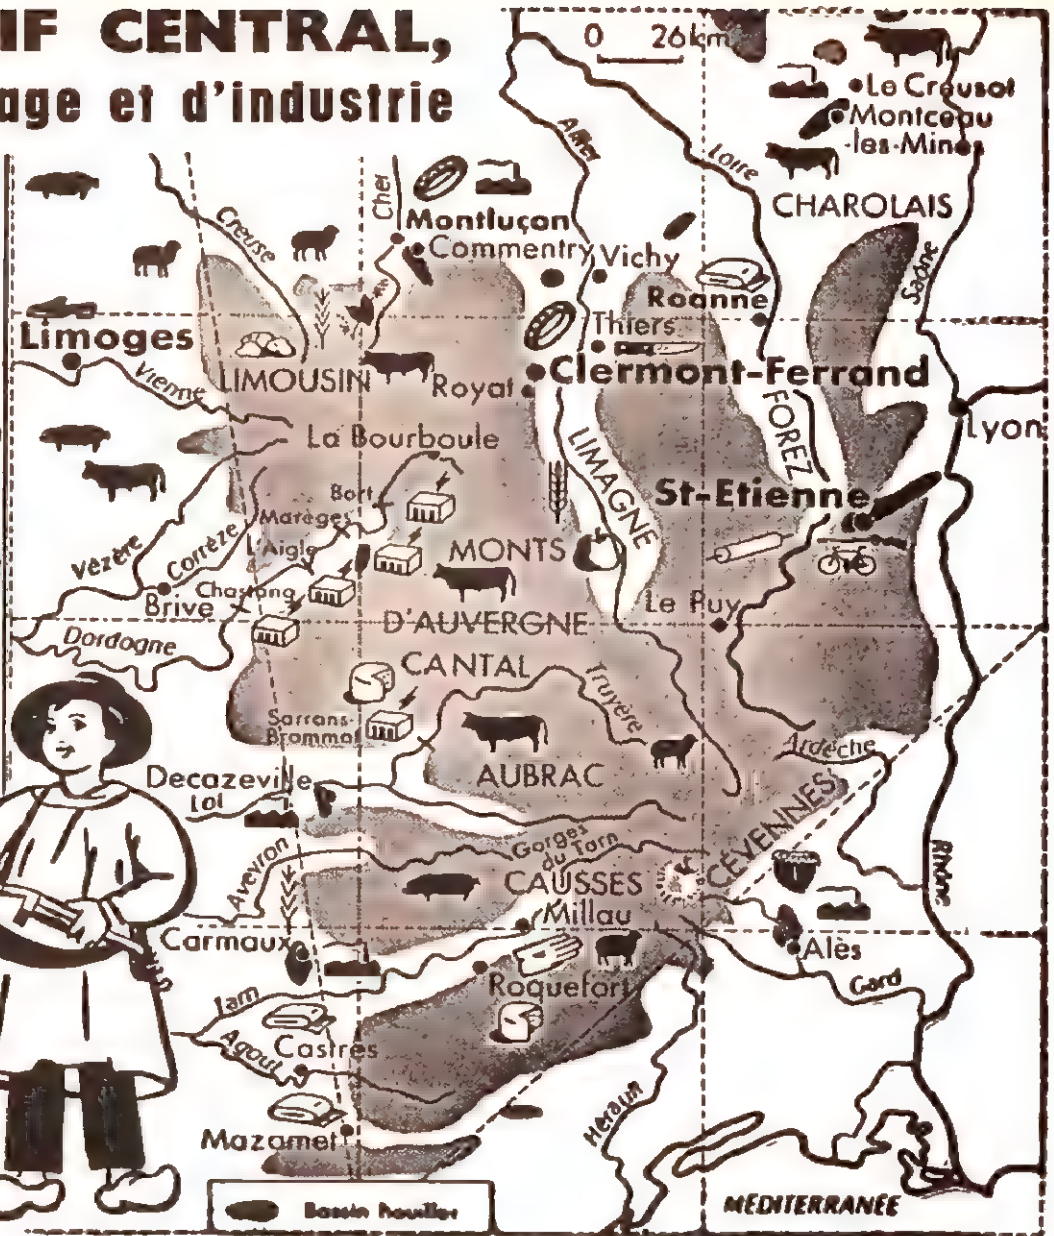 IF CENTRAL,
age et d'industrie
0 26km
Le Creusot
Montceau
-les-Mines
Allier
Loire
CHAROLAIS
Cher
Creuse
Montluçon
Commentry
Vichy
Saône
Roanne
Limoges
Thiers
Vienne
LIMOUSIN
Royat
Clermont-Ferrand
FOREZ
Lyon
La Bourboule
LIMAGNE
Bort
St-Etienne
Marèges
L'Aigle
MONTS
Vézère
Corrèze
Chastang
Brive
Le Puy
D'AUVERGNE
Dordogne
CANTAL
Truyère
Sarrans-
Brommat
Ardèche
Decazeville
AUBRAC
Lot
CÉVENNES
Gorges
du Tarn
Aveyron
CAUSSES
Rhône
Millau
Carmaux
Alès
Roquefort
Gard
Tarn
Castres
Agout
Hérault
Mazamet
Bassin houiller
MÉDITERRANÉE